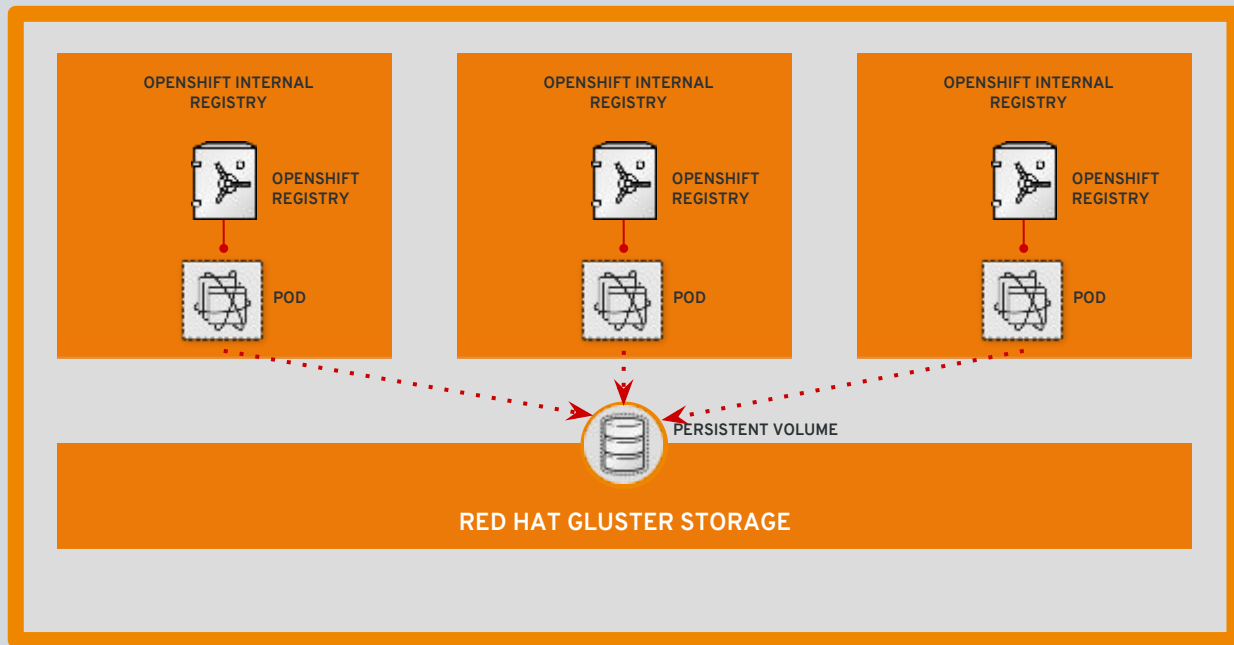 OPENSHIFT INTERNAL
REGISTRY
OPENSHIFT
REGISTRY
POD
OPENSHIFT INTERNAL
REGISTRY
OPENSHIFT
REGISTRY
POD
OPENSHIFT INTERNAL
REGISTRY
OPENSHIFT
REGISTRY
POD
PERSISTENT VOLUME
RED HAT GLUSTER STORAGE